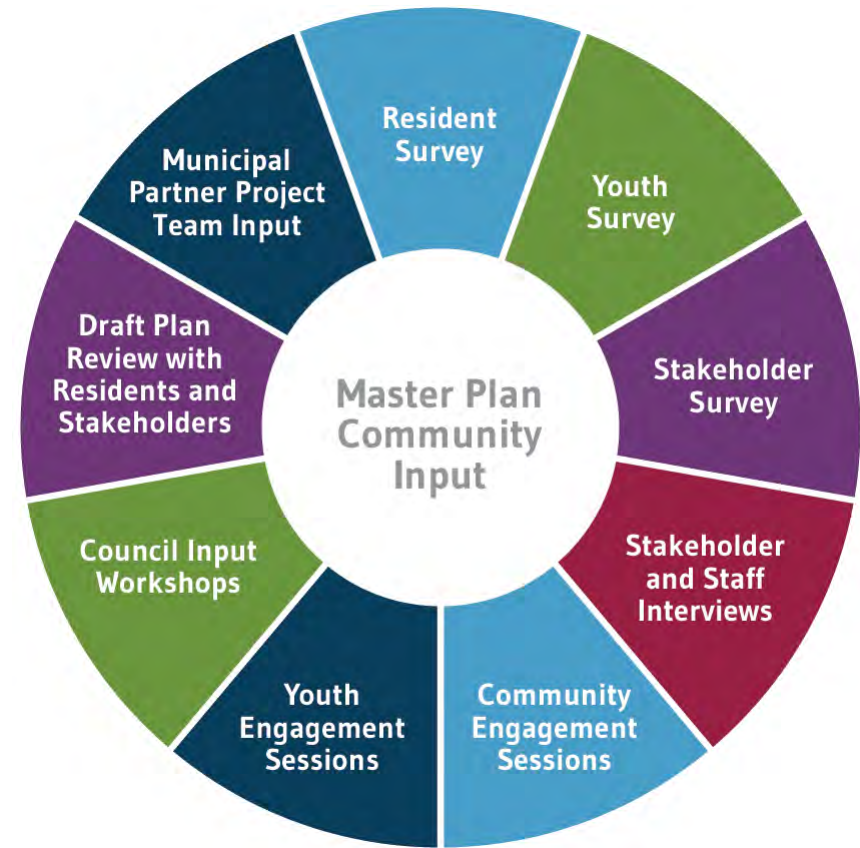 Resident
Survey
Youth
Survey
Stakeholder
Survey
Stakeholder
and Staff
Interviews
Community
Engagement
Sessions
Youth
Engagement
Sessions
Council Input
Workshops
Draft Plan
Review with
Residents and
Stakeholders
Municipal
Partner Project
Team Input
Master Plan
Community
Input